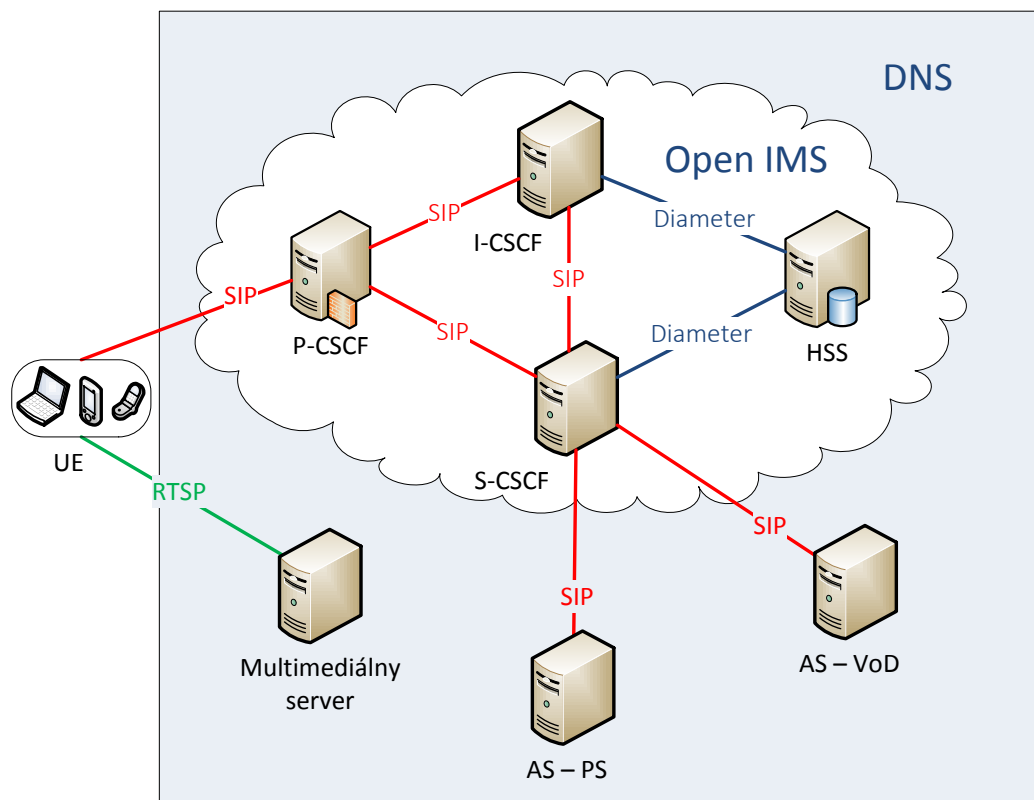 DNS
Open IMS
SIP
I-CSCF
Diameter
SIP
SIP
P-CSCF
SIP
Diameter
HSS
UE
S-CSCF
RTSP
SIP
SIP
Multimediálny
server
AS – VoD
AS – PS